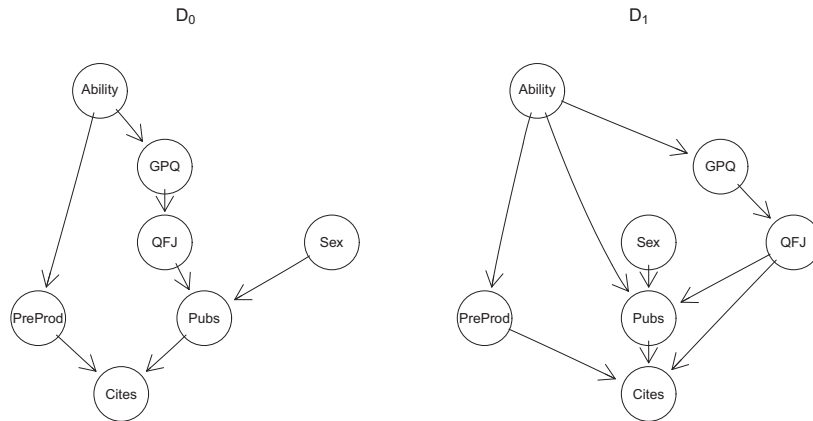 D0
Ability
GPQ
QFJ
Sex
PreProd
Pubs
Cites
D1
Ability
GPQ
Sex
QFJ
PreProd
Pubs
Cites